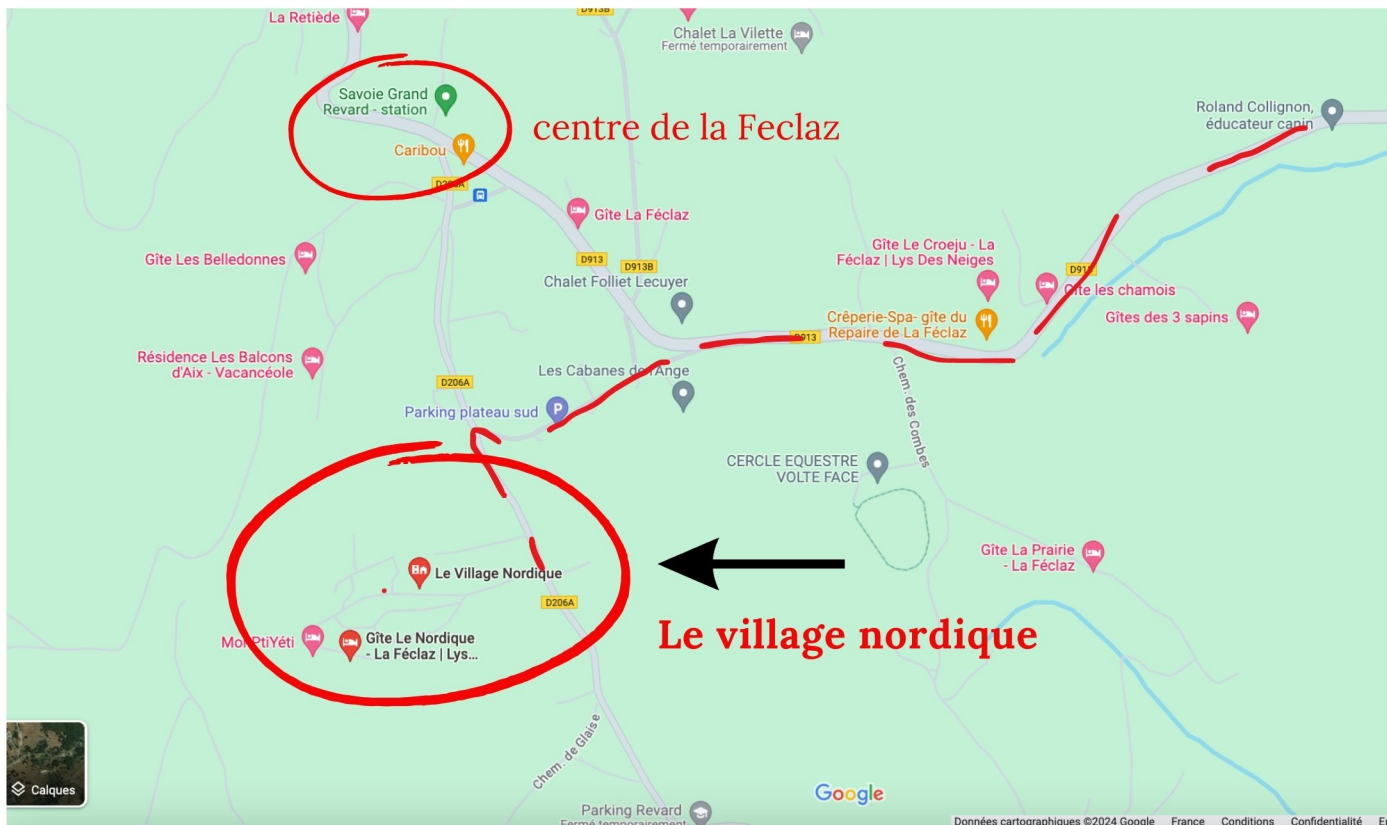 D913B
La Retiède
Chalet La Vilette
Fermé temporairement
Savoie Grand
Revard - station
centre de la Feclaz
Roland Collignon,
éducateur canin
Caribou
Gîte La Féclaz
Gîte Les Belledonnes
D913
D913B
Gîte Le Croeju - La
Féclaz | Lys Des Neiges
Chalet Folliet Lecuyer
Gîte les chamois
Gîtes des 3 sapins
Crêperie-Spa- gîte du
Repaire de La Féclaz
D913
Résidence Les Balcons
d'Aix - Vacancéole
Les Cabanes de l'Ange
Chem. des Combes
D206A
Parking plateau sud
P
CERCLE EQUESTRE
VOLTE FACE
Gîte La Prairie
- La Féclaz
Le Village Nordique
D206A
Le village nordique
Mon PtiYéti
Gîte Le Nordique
- La Féclaz | Lys...
Chem. de Glaise
Calques
Google
Parking Revard
Fermé temporairement
Données cartographiques ©2024 Google France Conditions Confidentialité